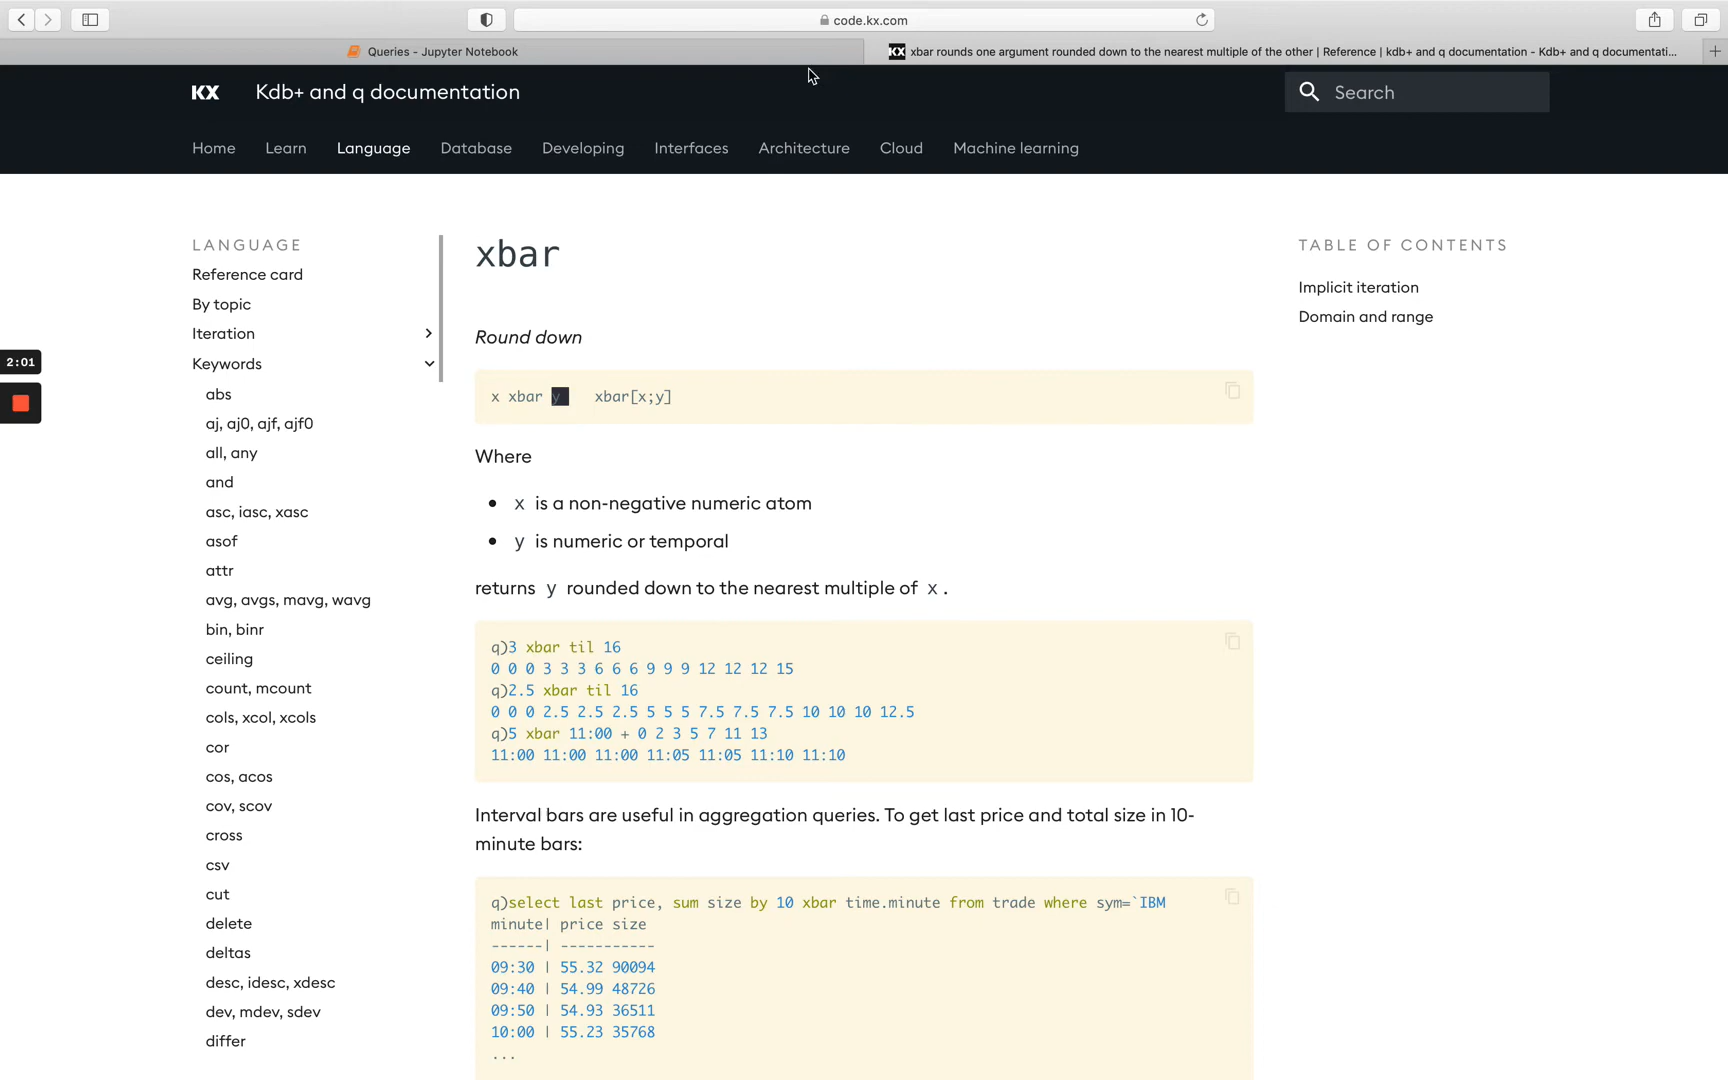 code.kx.com
Queries - Jupyter Notebook
KX xbar rounds one argument rounded down to the nearest multiple of the other | Reference | kdb+ and q documentation - Kdb+ and q documentati...
KX Kdb+ and q documentation
Search
Home Learn Language Database Developing Interfaces Architecture Cloud Machine learning
LANGUAGE
Reference card
By topic
Iteration
Keywords
abs
aj, aj0, ajf, ajf0
all, any
and
asc, iasc, xasc
asof
attr
avg, avgs, mavg, wavg
bin, binr
ceiling
count, mcount
cols, xcol, xcols
cor
cos, acos
cov, scov
cross
csv
cut
delete
deltas
desc, idesc, xdesc
dev, mdev, sdev
differ
2:01
xbar
Round down
x xbar y xbar[x;y]
Where
• x is a non-negative numeric atom
• y is numeric or temporal
returns y rounded down to the nearest multiple of x .
q)3 xbar til 16
0 0 0 3 3 3 6 6 6 9 9 9 12 12 12 15
q)2.5 xbar til 16
0 0 0 2.5 2.5 2.5 5 5 5 7.5 7.5 7.5 10 10 10 12.5
q)5 xbar 11:00 + 0 2 3 5 7 11 13
11:00 11:00 11:00 11:05 11:05 11:10 11:10
Interval bars are useful in aggregation queries. To get last price and total size in 10-
minute bars:
q)select last price, sum size by 10 xbar time.minute from trade where sym=`IBM
minute| price size
------| -----------
09:30 | 55.32 90094
09:40 | 54.99 48726
09:50 | 54.93 36511
10:00 | 55.23 35768
...
TABLE OF CONTENTS
Implicit iteration
Domain and range